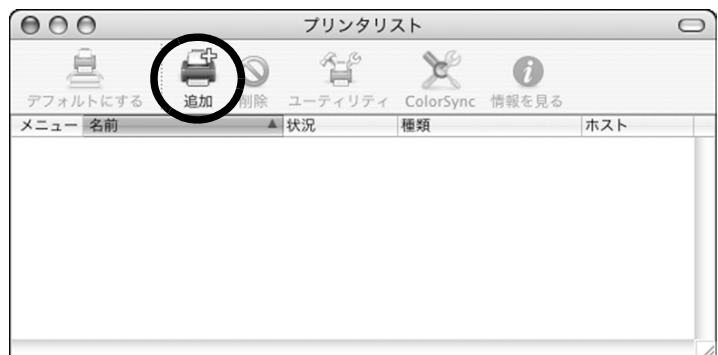 プリンタリスト
デフォルトにする 追加 削除 ユーティリティ ColorSync 情報を見る
メニュー 名前 状況 種類 ホスト